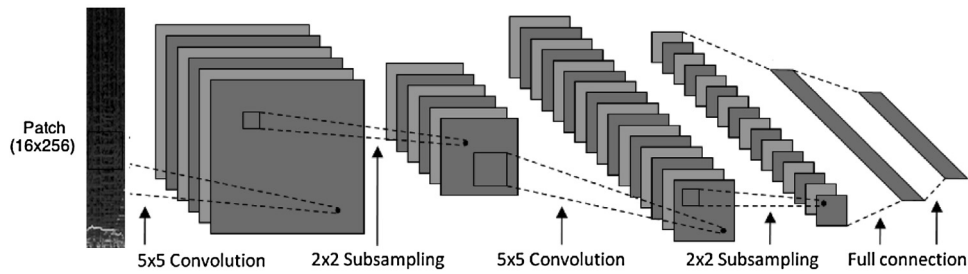 Patch
(16x256)
5x5 Convolution
2x2 Subsampling
5x5 Convolution
2x2 Subsampling
Full connection